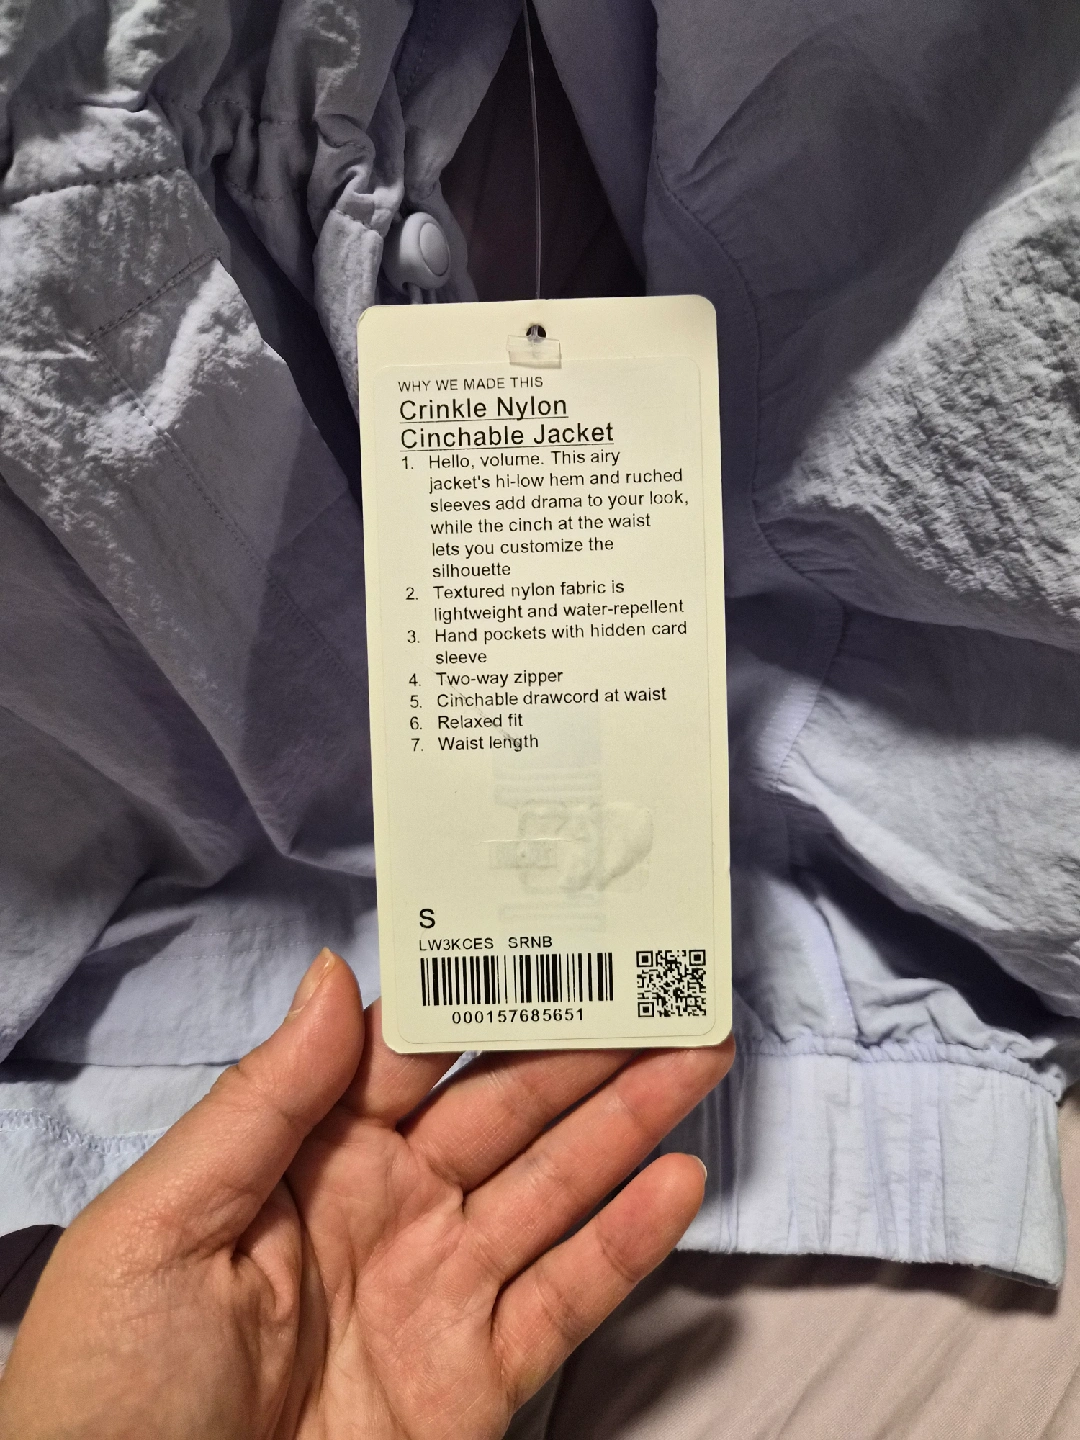 WHY WE MADE THIS
Crinkle Nylon
Cinchable Jacket
1. Hello, volume. This airy
jacket's hi-low hem and ruched
sleeves add drama to your look,
while the cinch at the waist
lets you customize the
silhouette
2. Textured nylon fabric is
lightweight and water-repellent
3. Hand pockets with hidden card
sleeve
4. Two-way zipper
5. Cinchable drawcord at waist
6. Relaxed fit
7. Waist length
S
LW3KCES SRNB
000157685651